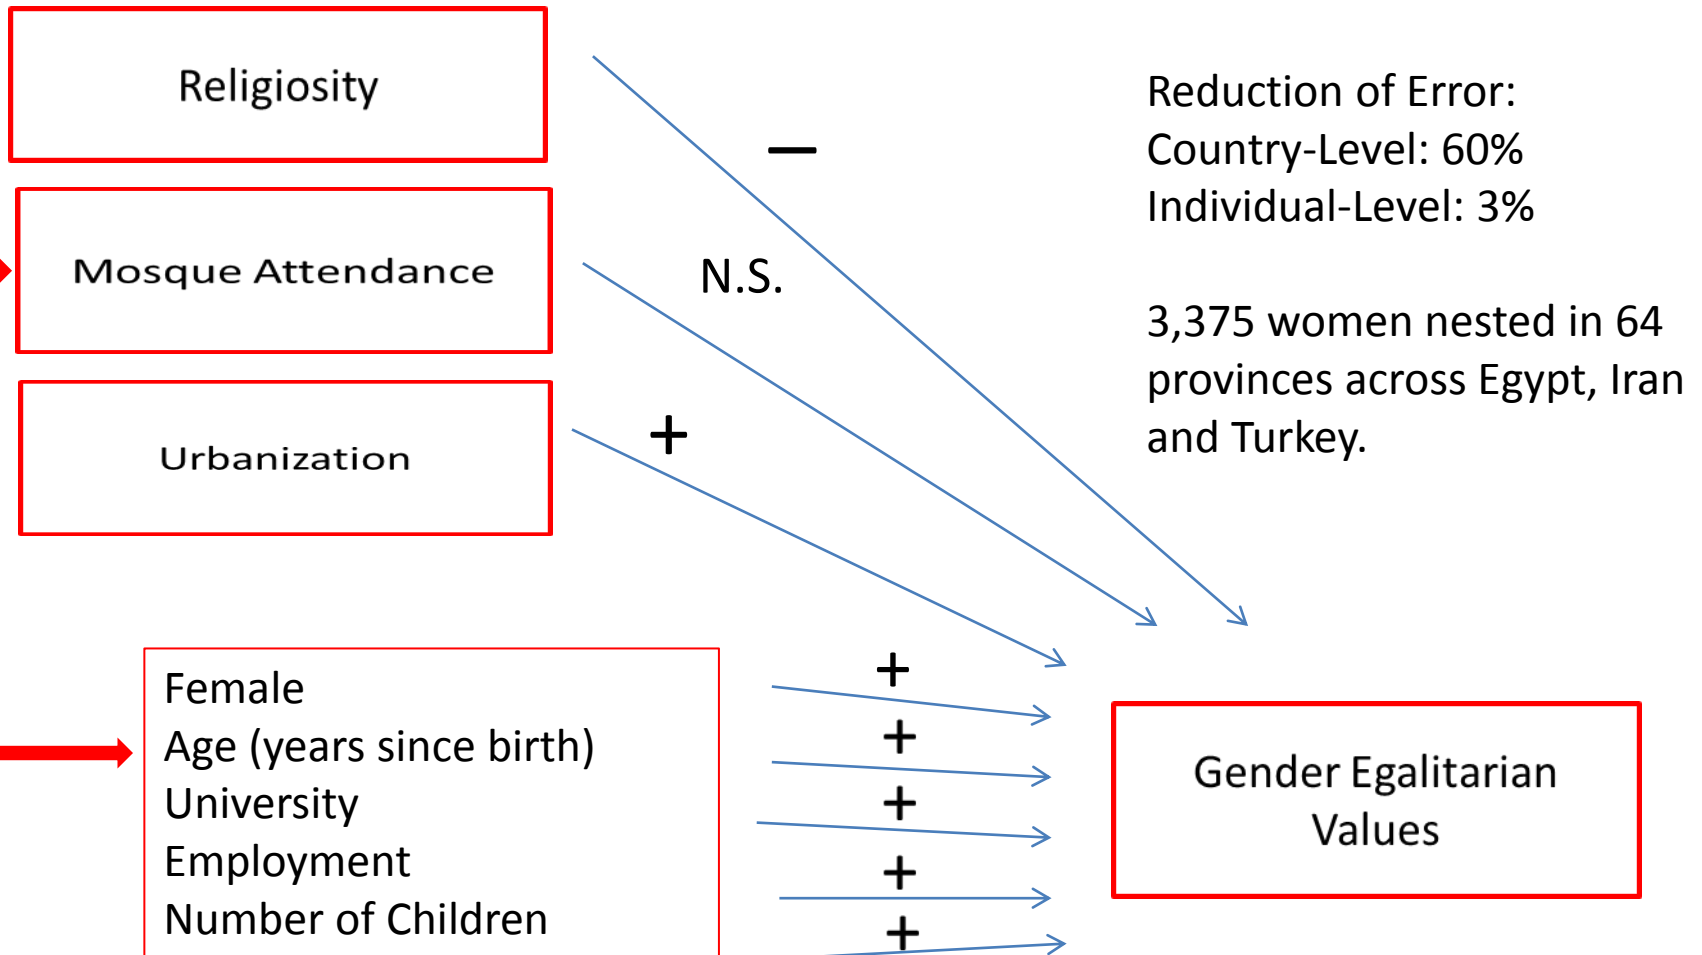 Religiosity
—
Reduction of Error:
Country-Level: 60%
Individual-Level: 3%
Mosque Attendance
N.S.
3,375 women nested in 64
provinces across Egypt, Iran
and Turkey.
Urbanization
+
Female
+
Age (years since birth)
+
University
+
Employment
+
Number of Children
+
Gender Egalitarian
Values